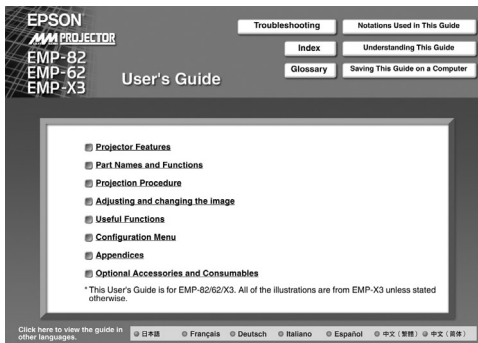 EPSON
MM PROJECTOR
EMP-82
EMP-62
EMP-X3
User's Guide
Troubleshooting
Index
Glossary
Notations Used in This Guide
Understanding This Guide
Saving This Guide on a Computer
Projector Features
Part Names and Functions
Projection Procedure
Adjusting and changing the image
Useful Functions
Configuration Menu
Appendices
Optional Accessories and Consumables
* This User's Guide is for EMP-82/62/X3. All of the illustrations are from EMP-X3 unless stated
otherwise.
Click here to view the guide in
other languages.
日本語 Français Deutsch Italiano Español 中文（繁體） 中文（简体）